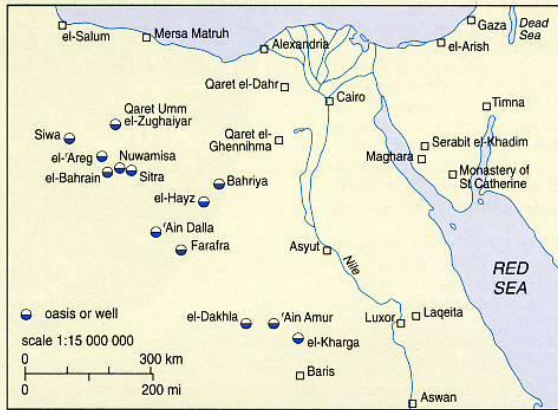 el-Salum
Mersa Matruh
Alexandria
Gaza
Dead
Sea
el-Arish
Qaret el-Dahr
Cairo
Timna
Qaret Umm
el-Zughaiyar
Siwa
Qaret el-
Ghennihma
Serabit el-Khadim
Maghara
el-'Areg
Nuwamisa
el-Bahrain
Sitra
Monastery of
St Catherine
Bahriya
el-Hayz
'Ain Dalla
Farafra
Asyut
Nile
RED
SEA
oasis or well
scale 1:15 000 000
0 300 km
0 200 mi
el-Dakhla
'Ain Amur
el-Kharga
Luxor
Laqeita
Baris
Aswan